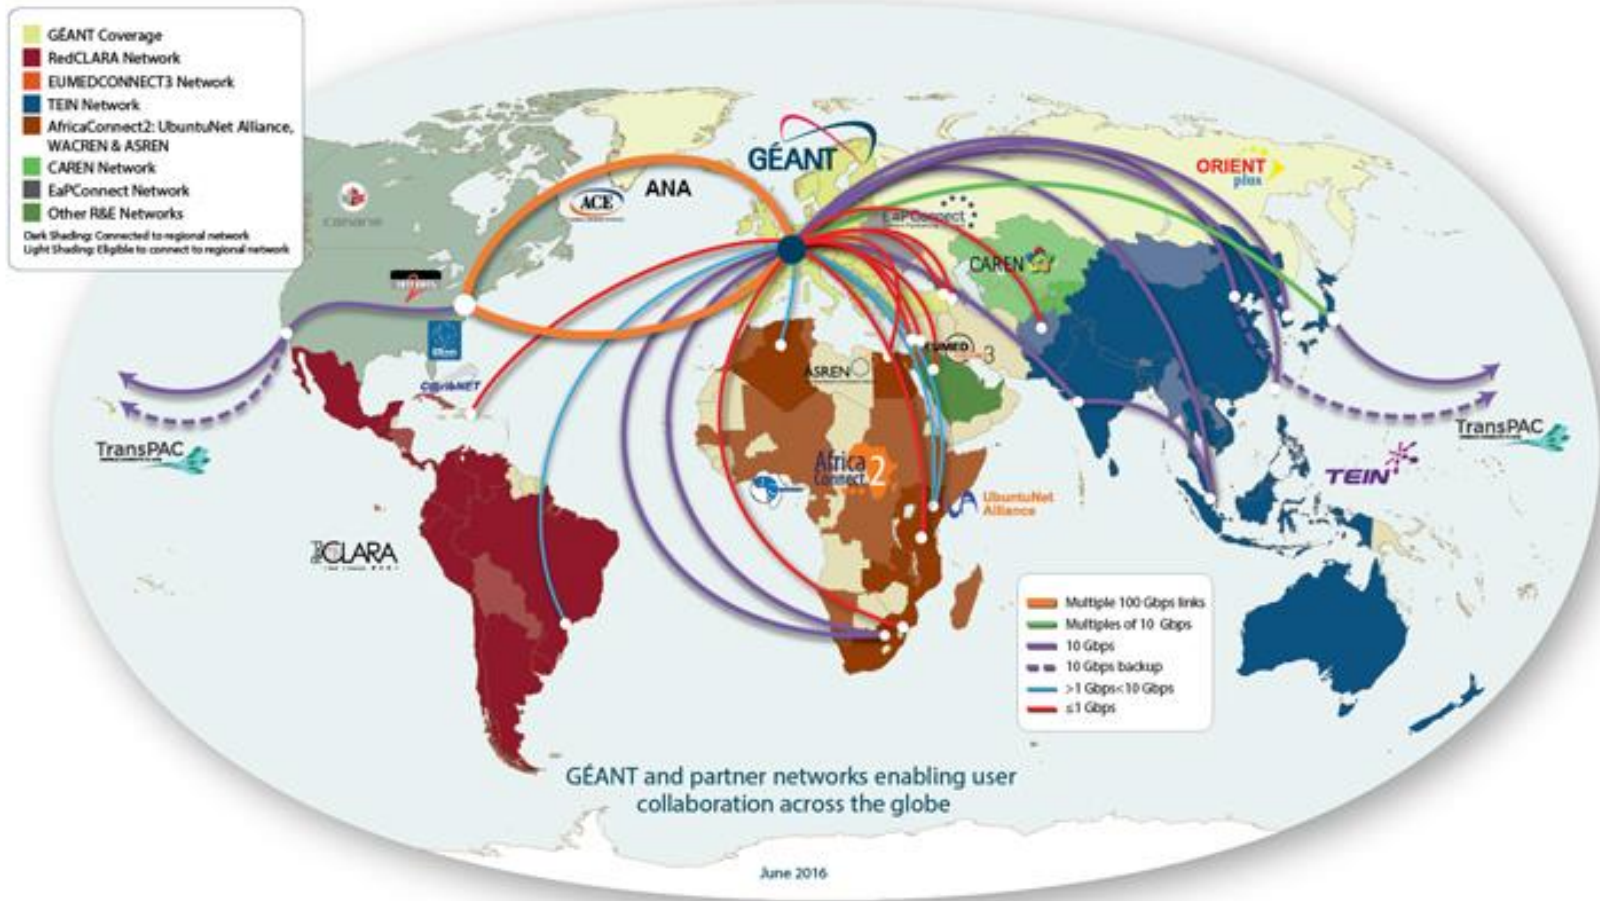 GÉANT Coverage
RedCLARA Network
EUMEDCONNECT3 Network
TEIN Network
AfricaConnect2: UbuntuNet Alliance,
WACREN & ASREN
CAREN Network
EaPConnect Network
Other R&E Networks
Dark Shading: Connected to regional network
Light Shading: Eligible to connect to regional network
GÉANT
ORIENT
plus
ANA
ACE
canarie
EaPConnect
CAREN
EUMED
3
ASREN
TransPAC
TransPAC
TEIN
Africa
Connect 2
UbuntuNet
Alliance
CLARA
Multiple 100 Gbps links
Multiples of 10 Gbps
10 Gbps
10 Gbps backup
>1 Gbps<10 Gbps
≤1 Gbps
GÉANT and partner networks enabling user
collaboration across the globe
June 2016